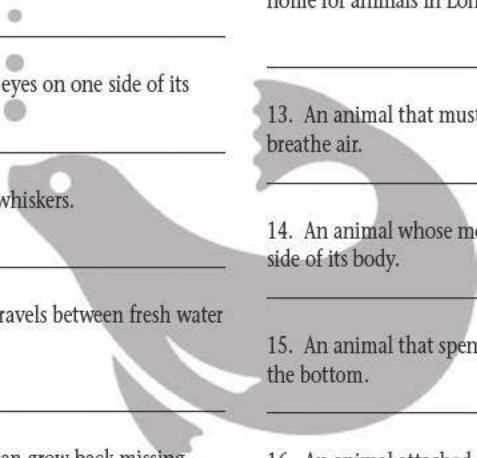 eyes on one side of its
whiskers.
ravels between fresh water
an grow back missing
home for animals in Lon
13. An animal that must
breathe air.
14. An animal whose m
side of its body.
15. An animal that spen
the bottom.
16. An animal attached